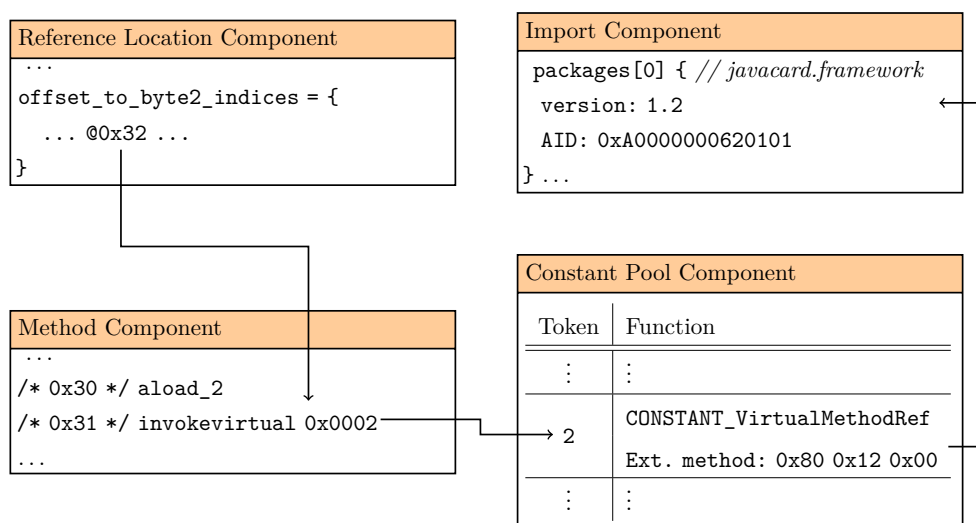 Reference Location Component
...
offset_to_byte2_indices = {
... @0x32 ...
}
Import Component
packages[0] { // javacard.framework
version: 1.2
AID: 0xA0000000620101
} ...
Method Component
...
/* 0x30 */ aload_2
/* 0x31 */ invokevirtual 0x0002
...
Constant Pool Component
Token Function
⋮ ⋮
2 CONSTANT_VirtualMethodRef
Ext. method: 0x80 0x12 0x00
⋮ ⋮